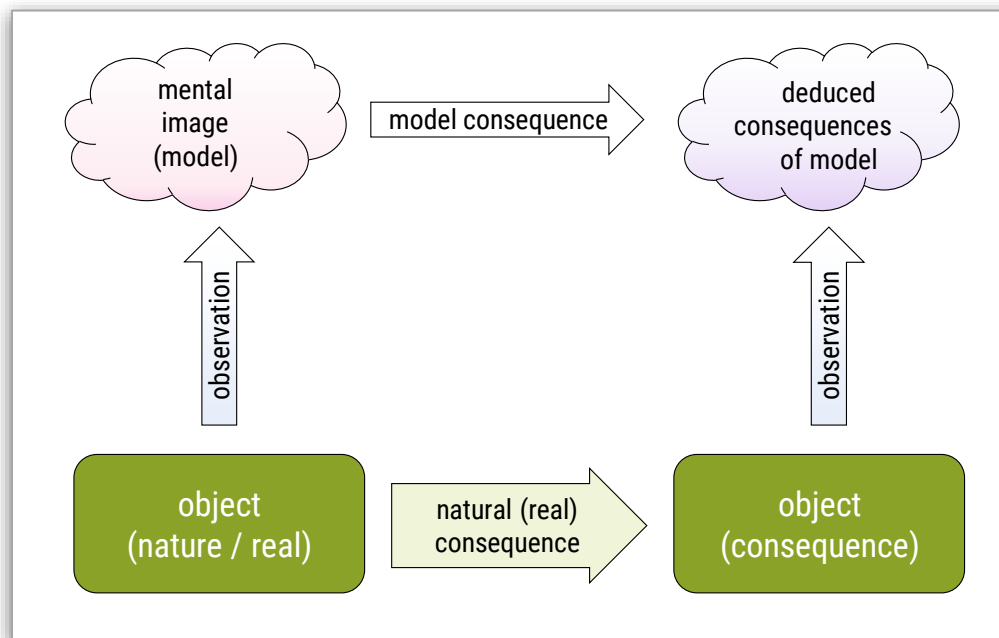 mental
image
(model)
model consequence
deduced
consequences
of model
observation
observation
object
(nature / real)
natural (real)
consequence
object
(consequence)